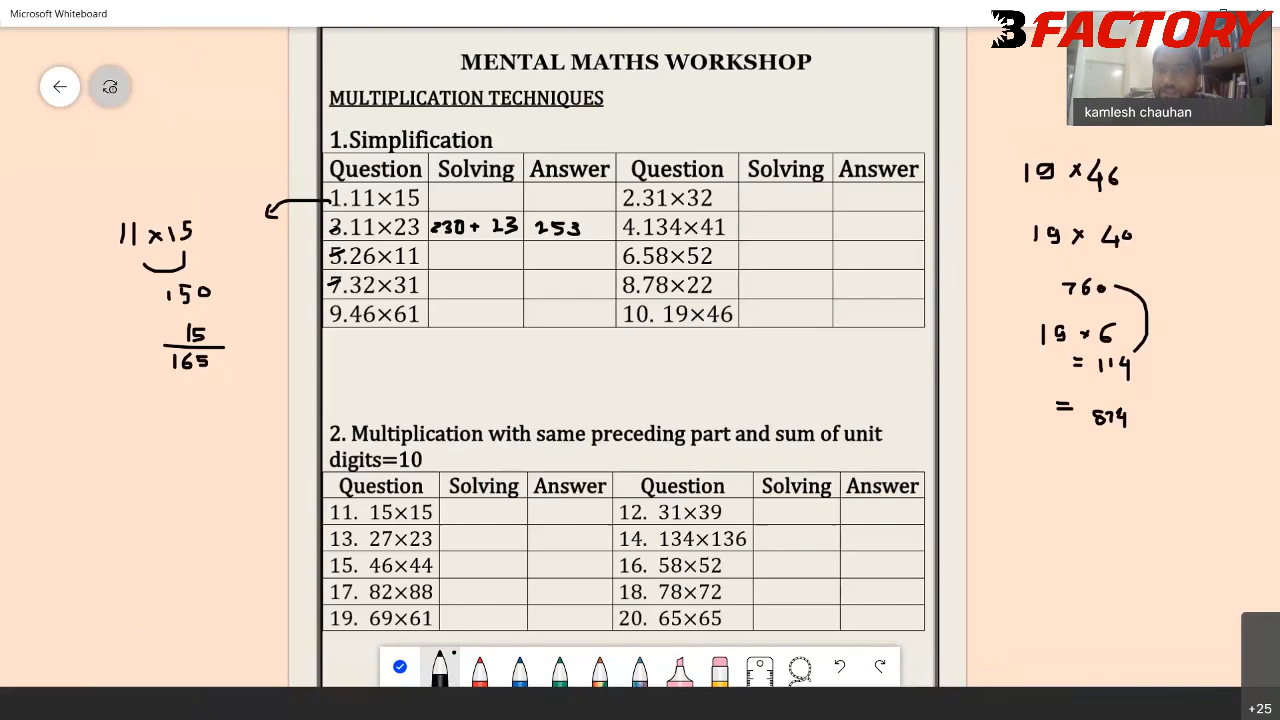 Microsoft Whiteboard
3FACTORY
kamlesh chauhan
MENTAL MATHS WORKSHOP
MULTIPLICATION TECHNIQUES
1.Simplification
Question Solving Answer Question Solving Answer
1.11×15 2.31×32
3.11×23 230+ 23 253 4.134×41
5.26×11 6.58×52
7.32×31 8.78×22
9.46×61 10. 19×46
11 ×15
150
15
165
19 ×46
19 × 40
760
19 × 6
= 114
= 874
2. Multiplication with same preceding part and sum of unit
digits=10
Question Solving Answer Question Solving Answer
11. 15×15 12. 31×39
13. 27×23 14. 134×136
15. 46×44 16. 58×52
17. 82×88 18. 78×72
19. 69×61 20. 65×65
+25